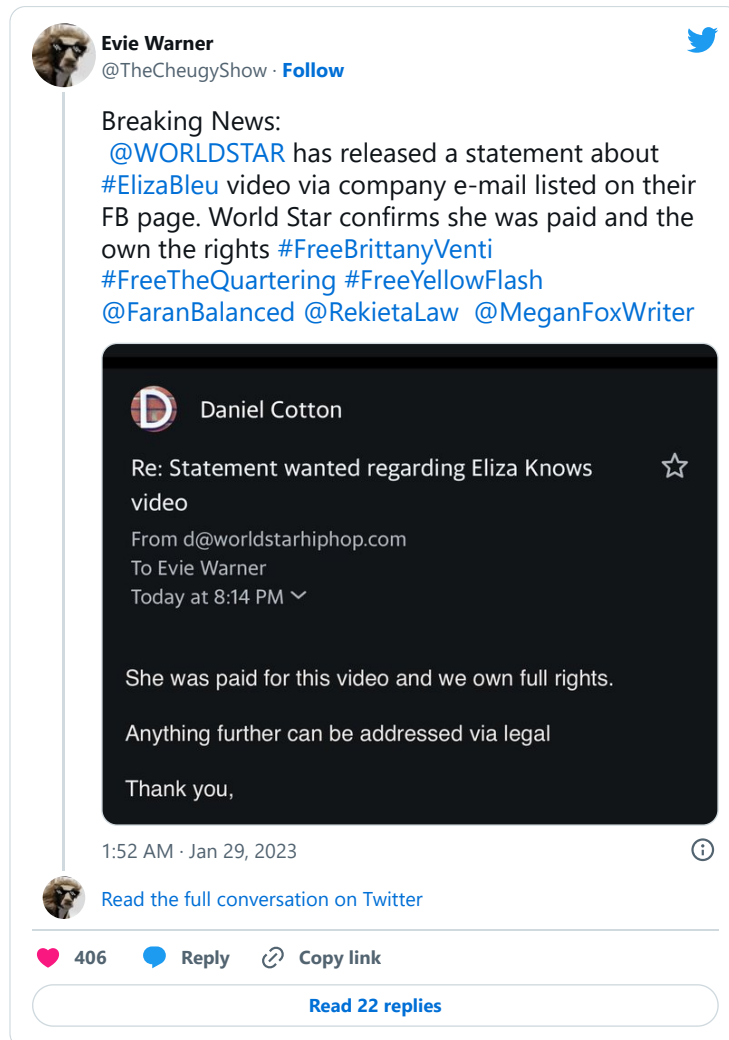 Evie Warner
@TheCheugyShow · Follow
Breaking News:
@WORLDSTAR has released a statement about
#ElizaBleu video via company e-mail listed on their
FB page. World Star confirms she was paid and the
own the rights #FreeBrittanyVenti
#FreeTheQuartering #FreeYellowFlash
@FaranBalanced @RekietaLaw @MeganFoxWriter
D
Daniel Cotton
Re: Statement wanted regarding Eliza Knows
video
From d@worldstarhiphop.com
To Evie Warner
Today at 8:14 PM
She was paid for this video and we own full rights.
Anything further can be addressed via legal
Thank you,
1:52 AM · Jan 29, 2023
Read the full conversation on Twitter
406 Reply Copy link
Read 22 replies